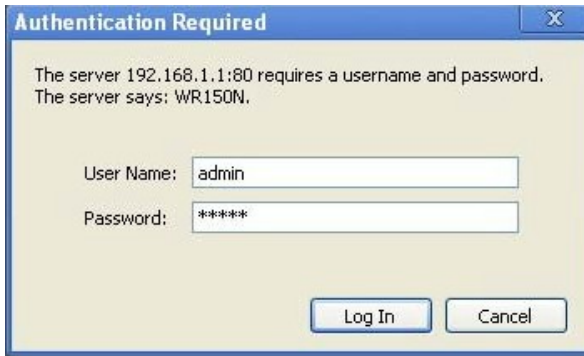 Authentication Required
X
The server 192.168.1.1:80 requires a username and password.
The server says: WR150N.
User Name: admin
Password: *****
Log In Cancel